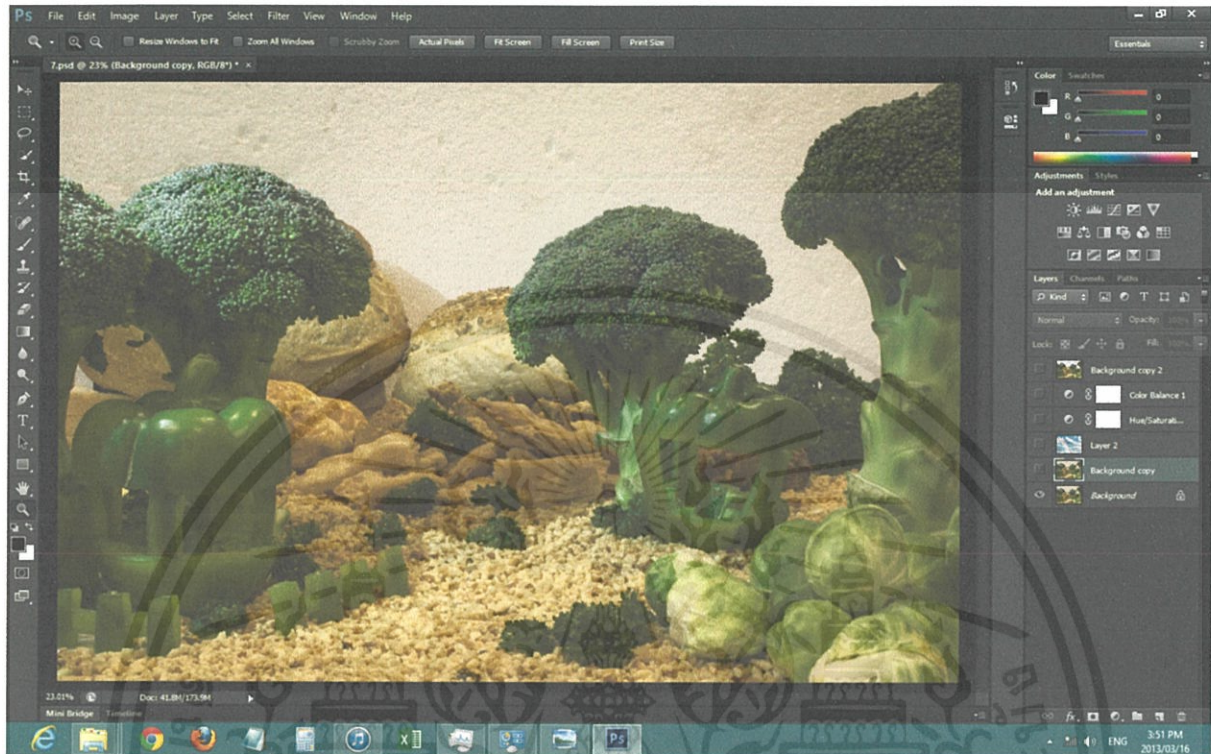 Ps File Edit Image Layer Type Select Filter View Window Help
Resize Windows to Fit Zoom All Windows Scrubby Zoom Actual Pixels Fit Screen Fill Screen Print Size Essentials
7.psd @ 23% (Background copy, RGB/8*) * ×
Color Swatches
R 0
G 0
B 0
Adjustments Styles
Add an adjustment
Layers Channels Paths
Kind
Normal Opacity: 100%
Lock: Fill: 100%
Background copy 2
Color Balance 1
Hue/Saturati...
Layer 2
Background copy
Background
23.01% Doc: 41.8M/173.9M
Mini Bridge Timeline
fx
Ps ENG 3:51 PM
2013/03/16